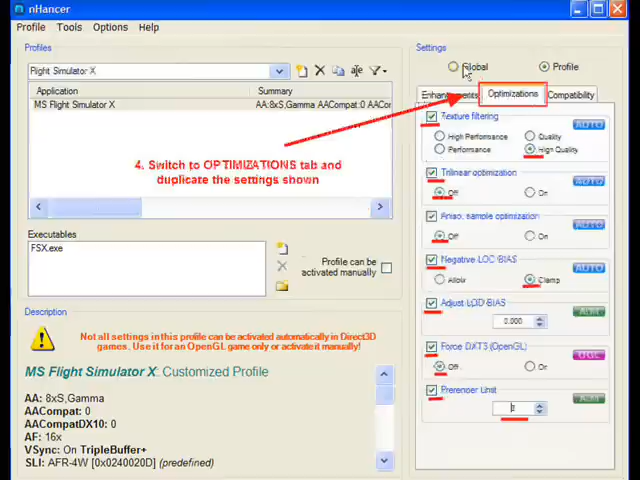 nHancer
Profile Tools Options Help
Profiles
Flight Simulator X
Application Summary
MS Flight Simulator X AA:8xS,Gamma AACompat:0 AACo
4. Switch to OPTIMIZATIONS tab and
duplicate the settings shown
Executables
FSX.exe
Profile can be
activated manually
Description
Not all settings in this profile can be activated automatically in Direct3D
games. Use it for an OpenGL game only or activate it manually!
MS Flight Simulator X: Customized Profile
AA: 8xS,Gamma
AACompat: 0
AACompatDX10: 0
AF: 16x
VSync: On TripleBuffer+
SLI: AFR-4W [0x0240020D] (predefined)
Settings
Global Profile
Enhancements Optimizations Compatibility
Texture filtering AUTO
High Performance Quality
Performance High Quality
Trilinear optimization AUTO
Off On
Aniso. sample optimization AUTO
Off On
Negative LOD BIAS AUTO
Allow Clamp
Adjust LOD BIAS
0.000
Force DXT3 (OpenGL) OGL
Off On
Prerender Limit